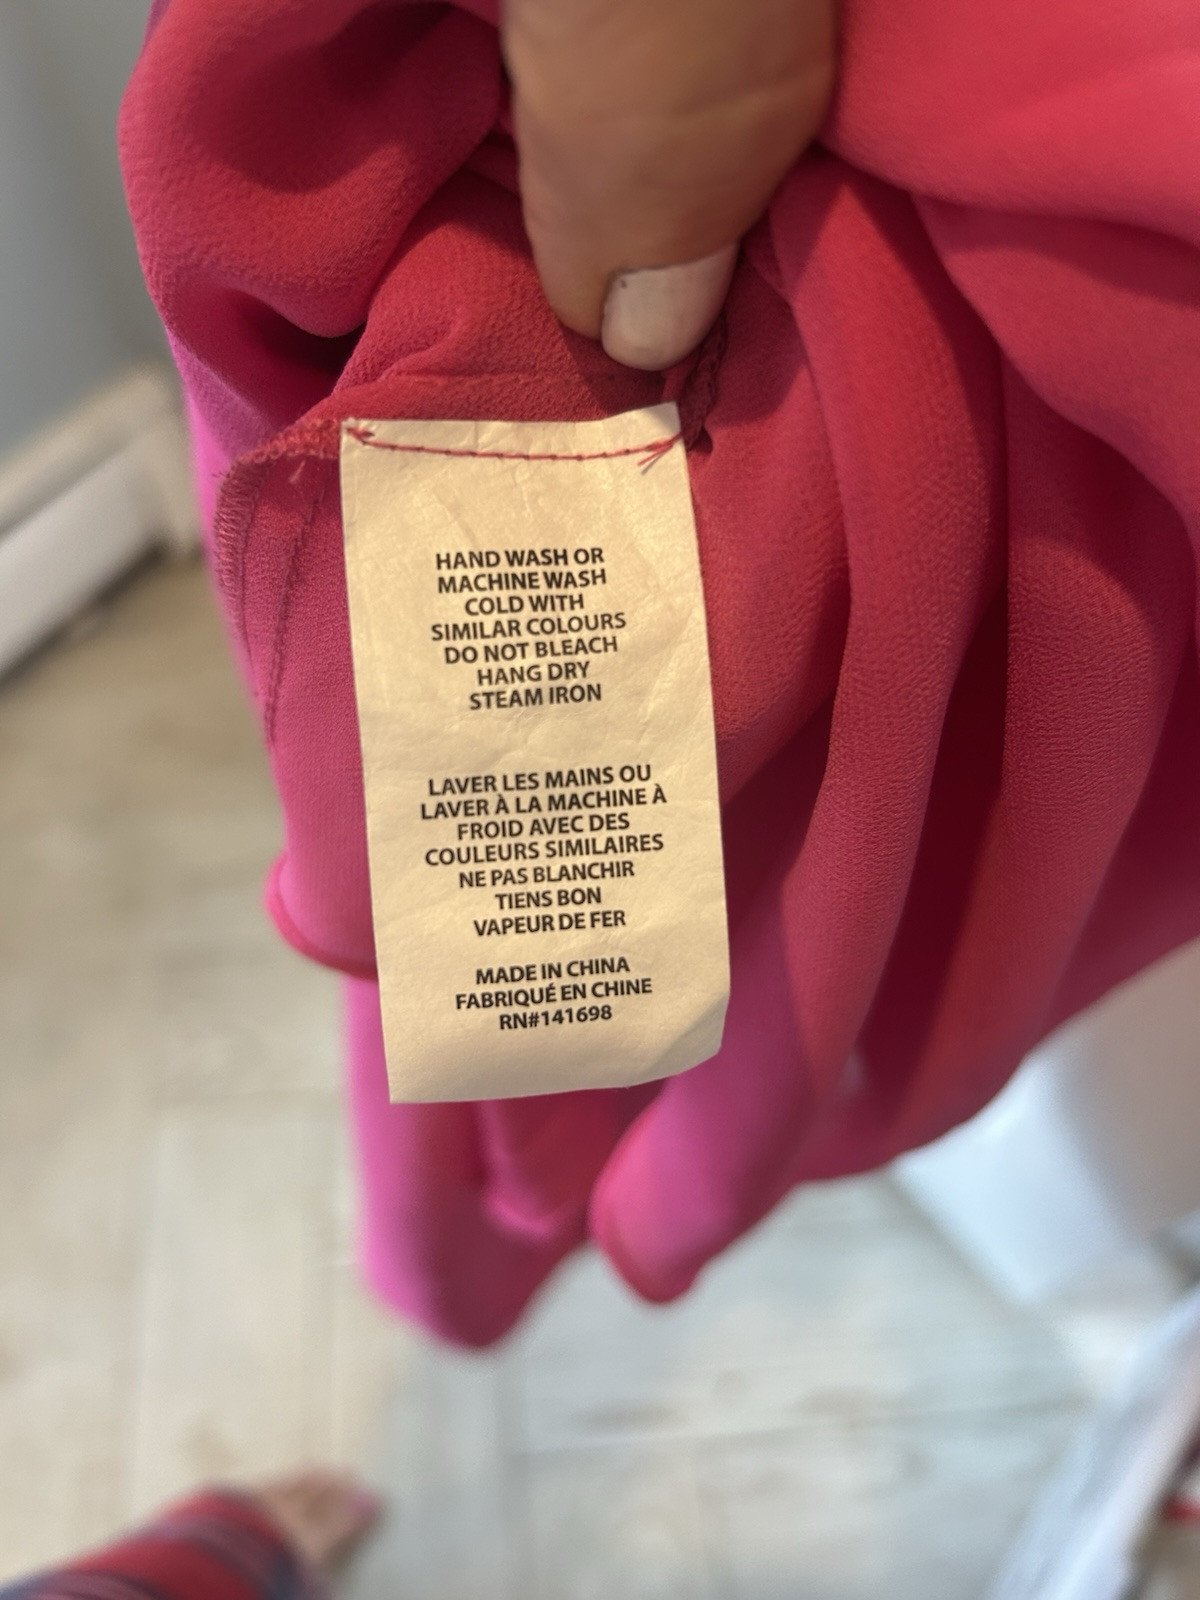 HAND WASH OR
MACHINE WASH
COLD WITH
SIMILAR COLOURS
DO NOT BLEACH
HANG DRY
STEAM IRON
LAVER LES MAINS OU
LAVER À LA MACHINE À
FROID AVEC DES
COULEURS SIMILAIRES
NE PAS BLANCHIR
TIENS BON
VAPEUR DE FER
MADE IN CHINA
FABRIQUÉ EN CHINE
RN#141698